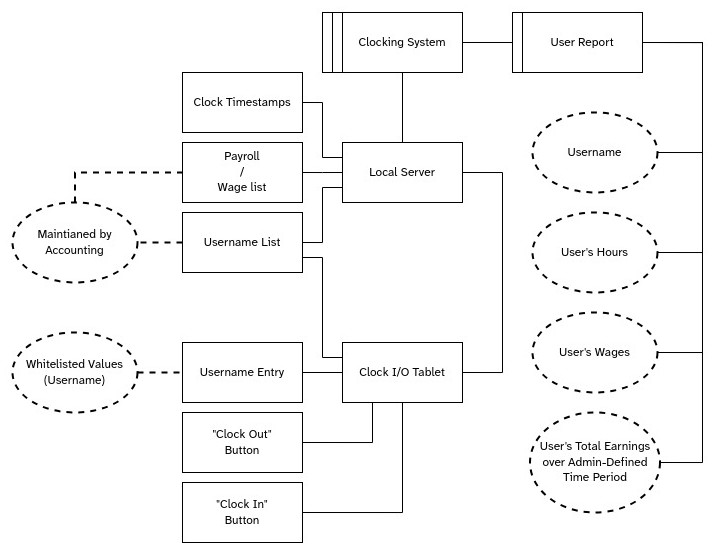 Clocking System
User Report
Clock Timestamps
Payroll
/
Wage list
Local Server
Username
Maintianed by
Accounting
Username List
User's Hours
Whitelisted Values
(Username)
Username Entry
Clock I/O Tablet
User's Wages
"Clock Out"
Button
User's Total Earnings
over Admin-Defined
Time Period
"Clock In"
Button